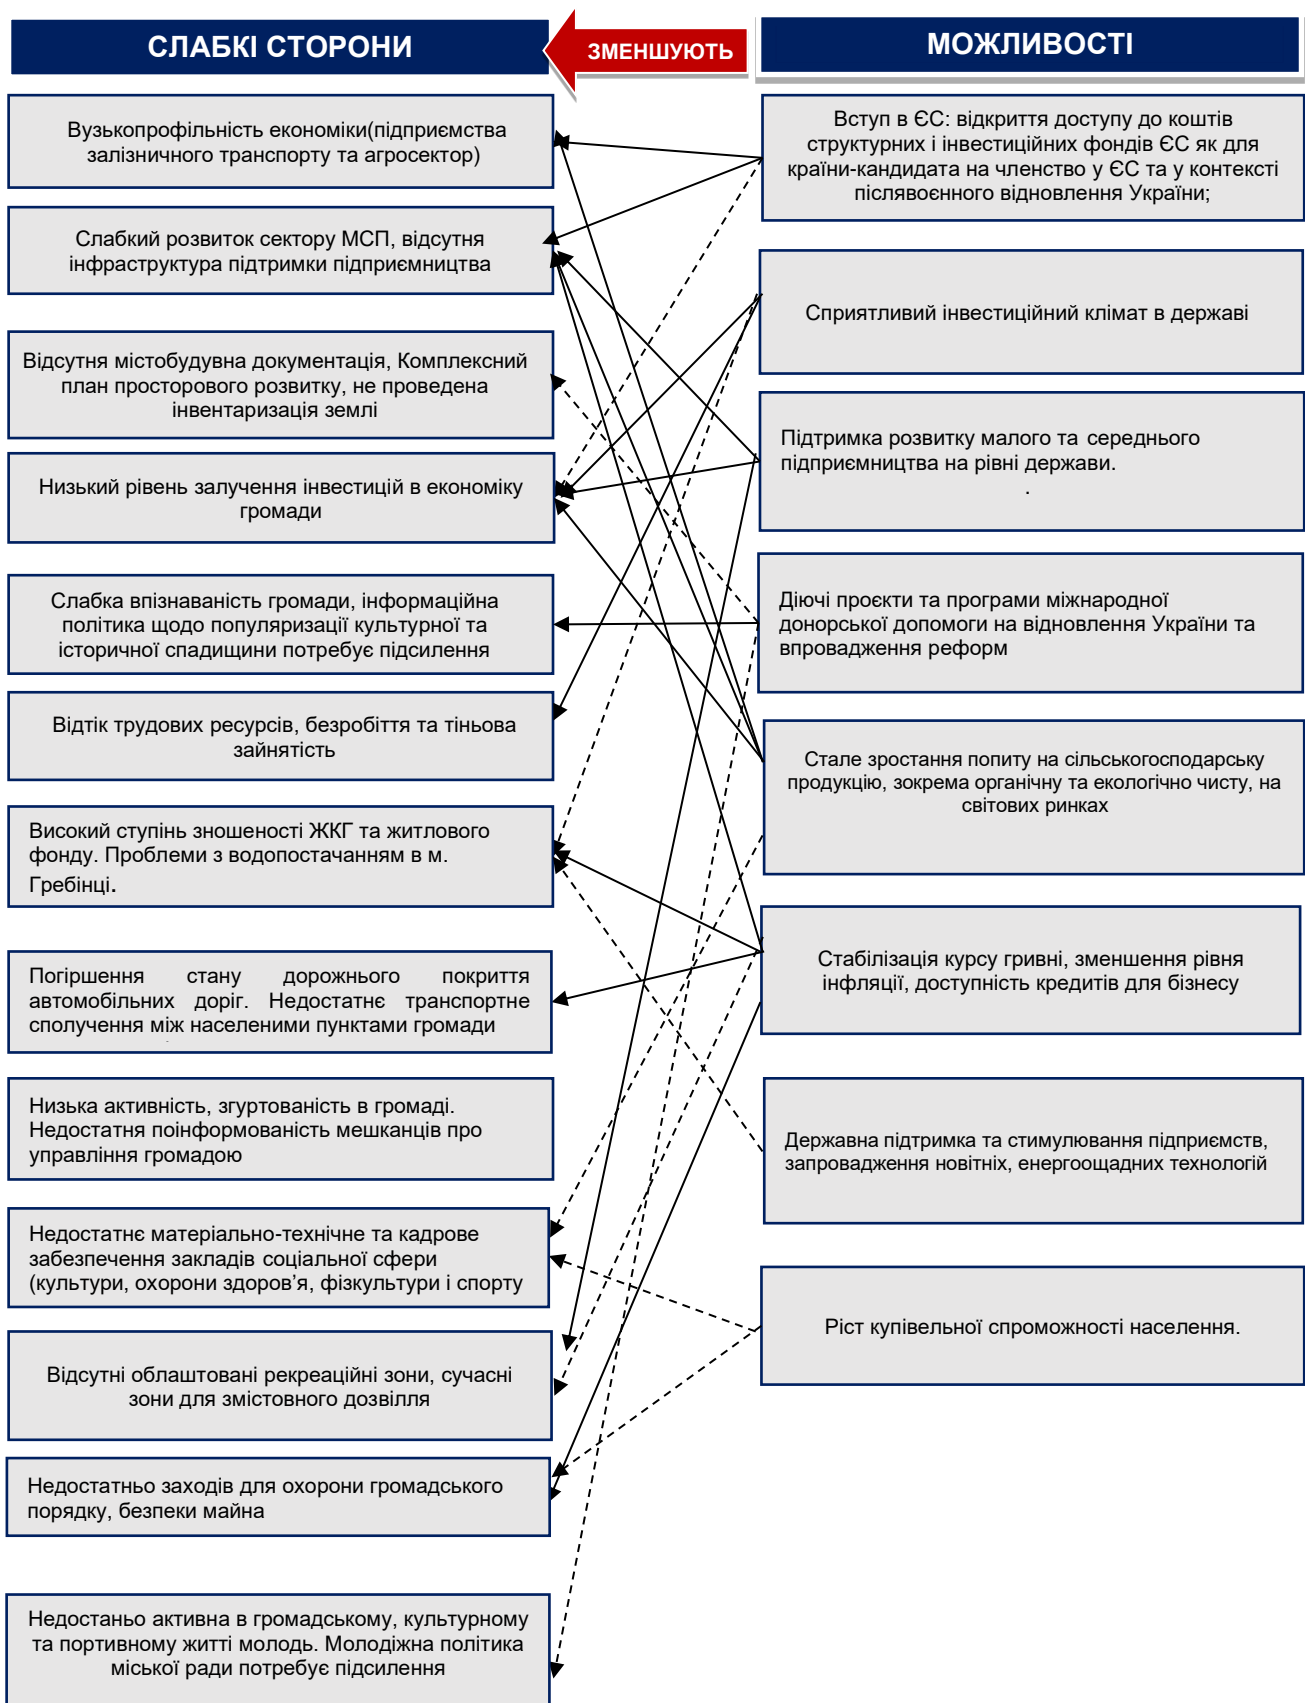 СЛАБКІ СТОРОНИ
ЗМЕНШУЮТЬ
МОЖЛИВОСТІ
Вузькопрофільність економіки(підприємства
залізничного транспорту та агросектор)
Слабкий розвиток сектору МСП, відсутня
інфраструктура підтримки підприємництва
Відсутня містобудувна документація, Комплексний
план просторового розвитку, не проведена
інвентаризація землі
Низький рівень залучення інвестицій в економіку
громади
Слабка впізнаваність громади, інформаційна
політика щодо популяризації культурної та
історичної спадщини потребує підсилення
Відтік трудових ресурсів, безробіття та тіньова
зайнятість
Високий ступінь зношеності ЖКГ та житлового
фонду. Проблеми з водопостачанням в м.
Гребінці.
Погіршення стану дорожнього покриття
автомобільних доріг. Недостатнє транспортне
сполучення між населеними пунктами громади
Низька активність, згуртованість в громаді.
Недостатня поінформованість мешканців про
управління громадою
Недостатнє матеріально-технічне та кадрове
забезпечення закладів соціальної сфери
(культури, охорони здоров’я, фізкультури і спорту
Відсутні облаштовані рекреаційні зони, сучасні
зони для змістовного дозвілля
Недостатньо заходів для охорони громадського
порядку, безпеки майна
Недостаньо активна в громадському, культурному
та портивному житті молодь. Молодіжна політика
міської ради потребує підсилення
Вступ в ЄС: відкриття доступу до коштів
структурних і інвестиційних фондів ЄС як для
країни-кандидата на членство у ЄС та у контексті
післявоєнного відновлення України;
Сприятливий інвестиційний клімат в державі
Підтримка розвитку малого та середнього
підприємництва на рівні держави.
.
Діючі проєкти та програми міжнародної
донорської допомоги на відновлення України та
впровадження реформ
Стале зростання попиту на сільськогосподарську
продукцію, зокрема органічну та екологічно чисту, на
світових ринках
Стабілізація курсу гривні, зменшення рівня
інфляції, доступність кредитів для бізнесу
Державна підтримка та стимулювання підприємств,
запровадження новітніх, енергоощадних технологій
Ріст купівельної спроможності населення.